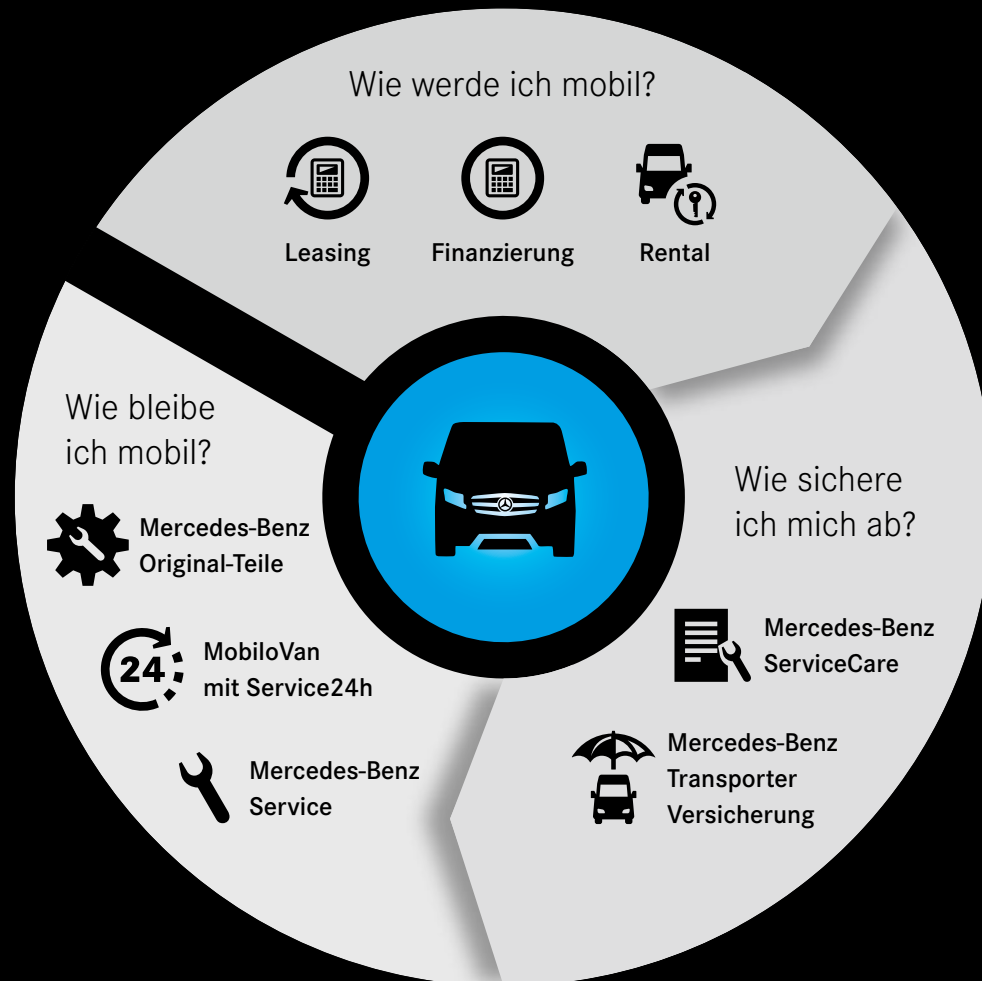 Wie werde ich mobil?
Leasing
Finanzierung
Rental
Wie sichere
ich mich ab?
Mercedes-Benz
ServiceCare
Mercedes-Benz
Transporter
Versicherung
Wie bleibe
ich mobil?
Mercedes-Benz
Original-Teile
24
MobiloVan
mit Service24h
Mercedes-Benz
Service